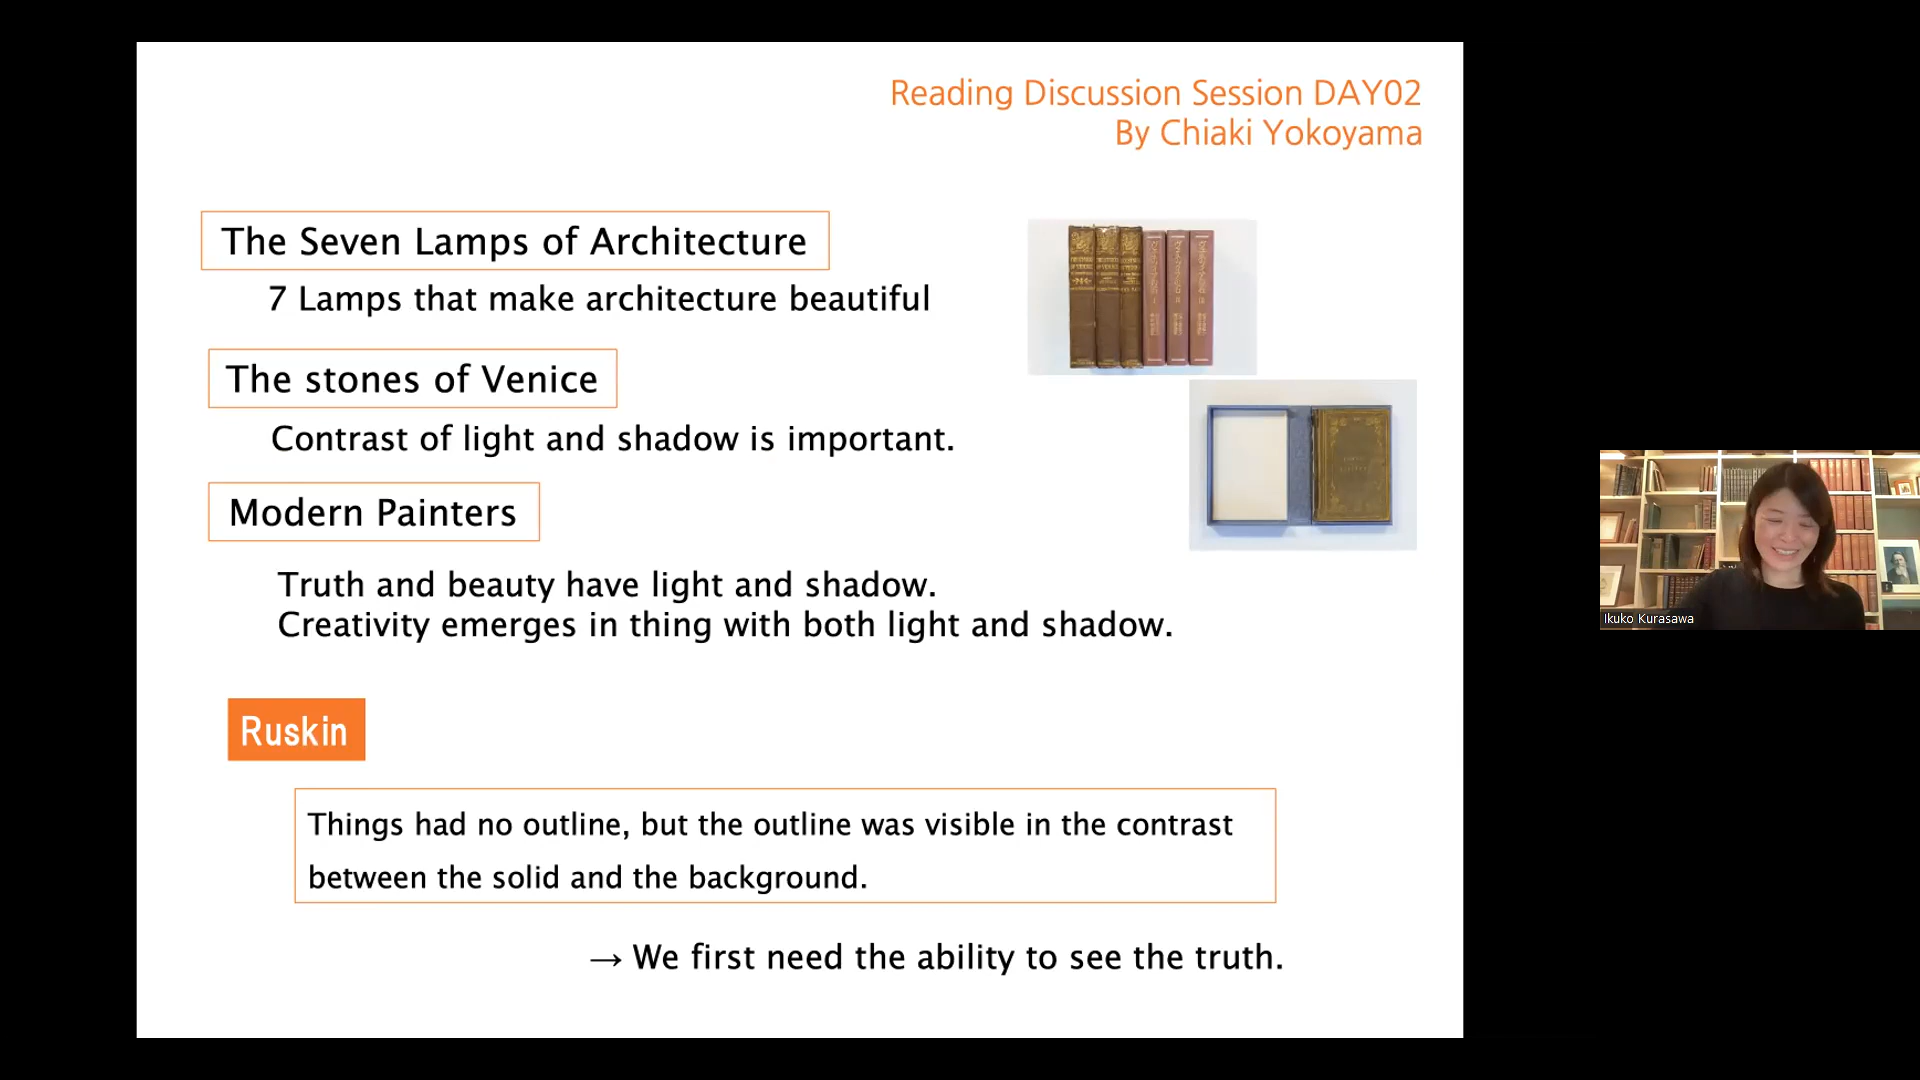 Reading Discussion Session DAY02
By Chiaki Yokoyama
The Seven Lamps of Architecture
7 Lamps that make architecture beautiful
The stones of Venice
Contrast of light and shadow is important.
Modern Painters
Truth and beauty have light and shadow.
Creativity emerges in thing with both light and shadow.
Ruskin
Things had no outline, but the outline was visible in the contrast
between the solid and the background.
→ We first need the ability to see the truth.
Ikuko Kurasawa